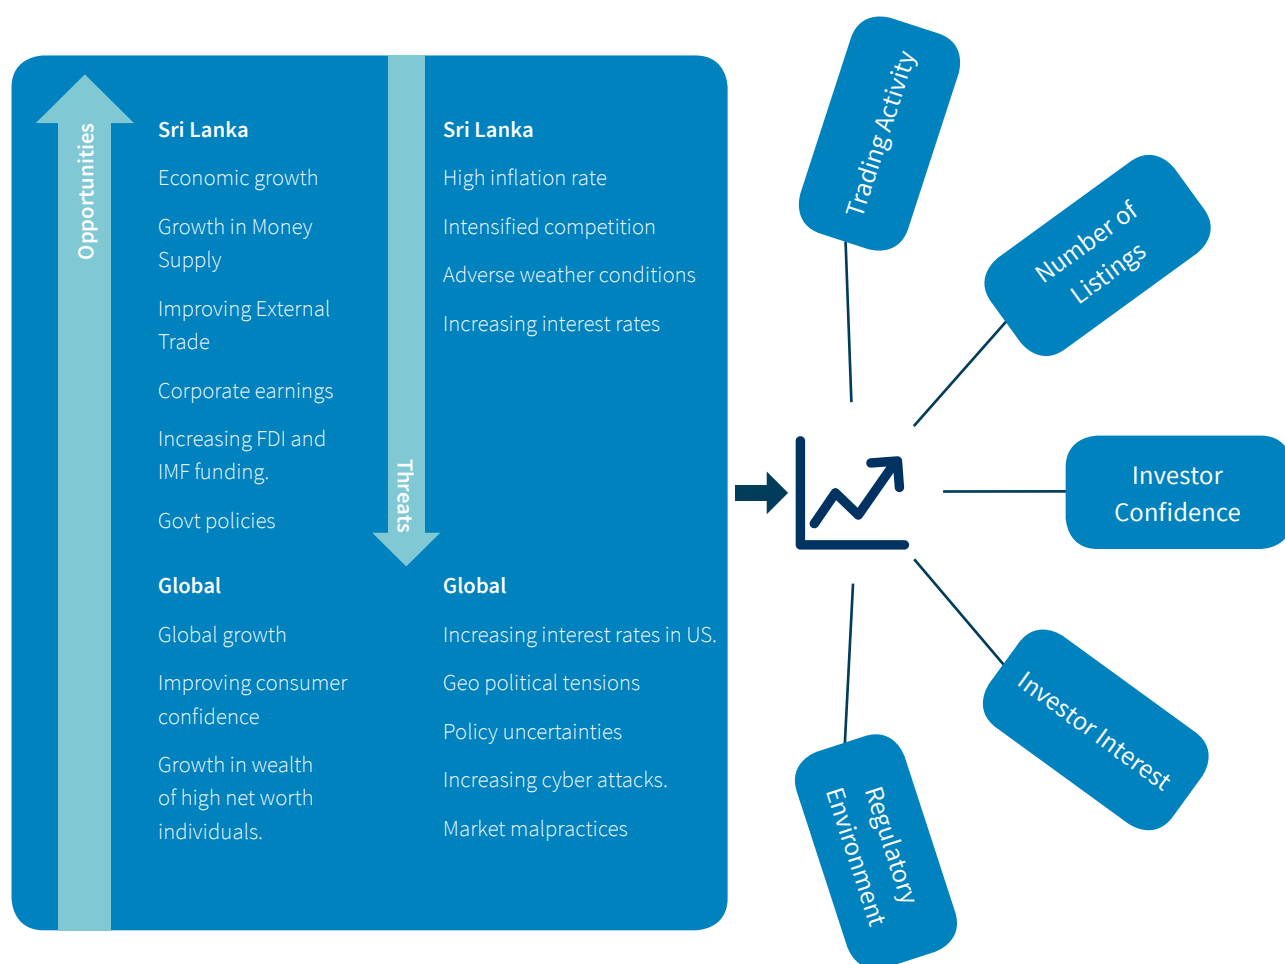 Opportunities
Sri Lanka
Economic growth
Growth in Money
Supply
Improving External
Trade
Corporate earnings
Increasing FDI and
IMF funding.
Govt policies
Global
Global growth
Improving consumer
confidence
Growth in wealth
of high net worth
individuals.
Threats
Sri Lanka
High inflation rate
Intensified competition
Adverse weather conditions
Increasing interest rates
Global
Increasing interest rates in US.
Geo political tensions
Policy uncertainties
Increasing cyber attacks.
Market malpractices
Trading Activity
Number of
Listings
Investor
Confidence
Investor Interest
Regulatory
Environment